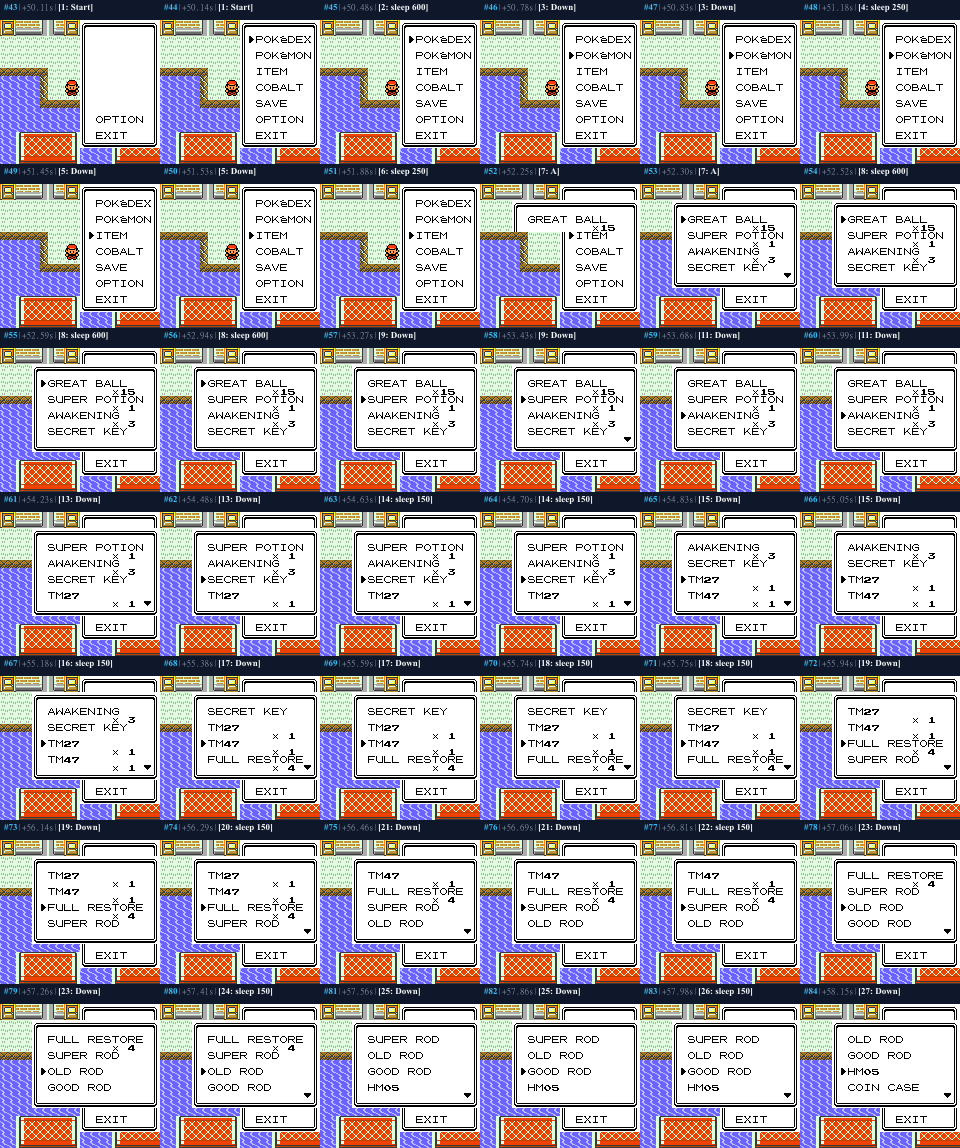 #43|+50.11s| [1: Start]
OPTION
EXIT
#44|+50.14s| [1: Start]
POKéDEX
POKéMON
ITEM
COBALT
SAVE
OPTION
EXIT
#45|+50.48s| [2: sleep 600]
POKéDEX
POKéMON
ITEM
COBALT
SAVE
OPTION
EXIT
#46|+50.78s| [3: Down]
POKéDEX
POKéMON
ITEM
COBALT
SAVE
OPTION
EXIT
#47|+50.83s| [3: Down]
POKéDEX
POKéMON
ITEM
COBALT
SAVE
OPTION
EXIT
#48|+51.18s| [4: sleep 250]
POKéDEX
POKéMON
ITEM
COBALT
SAVE
OPTION
EXIT
#49|+51.45s| [5: Down]
POKéDEX
POKéMON
ITEM
COBALT
SAVE
OPTION
EXIT
#50|+51.53s| [5: Down]
POKéDEX
POKéMON
ITEM
COBALT
SAVE
OPTION
EXIT
#51|+51.88s| [6: sleep 250]
POKéDEX
POKéMON
ITEM
COBALT
SAVE
OPTION
EXIT
#52|+52.25s| [7: A]
GREAT BALL
×15
ITEM
COBALT
SAVE
OPTION
EXIT
#53|+52.30s| [7: A]
GREAT BALL
×15
SUPER POTION
× 1
AWAKENING
× 3
SECRET KEY
EXIT
#54|+52.52s| [8: sleep 600]
GREAT BALL
×15
SUPER POTION
× 1
AWAKENING
× 3
SECRET KEY
EXIT
#55|+52.59s| [8: sleep 600]
GREAT BALL
×15
SUPER POTION
× 1
AWAKENING
× 3
SECRET KEY
EXIT
#56|+52.94s| [8: sleep 600]
GREAT BALL
×15
SUPER POTION
× 1
AWAKENING
× 3
SECRET KEY
EXIT
#57|+53.27s| [9: Down]
GREAT BALL
×15
SUPER POTION
× 1
AWAKENING
× 3
SECRET KEY
EXIT
#58|+53.43s| [9: Down]
GREAT BALL
×15
SUPER POTION
× 1
AWAKENING
× 3
SECRET KEY
EXIT
#59|+53.68s| [11: Down]
GREAT BALL
×15
SUPER POTION
× 1
AWAKENING
× 3
SECRET KEY
EXIT
#60|+53.99s| [11: Down]
GREAT BALL
×15
SUPER POTION
× 1
AWAKENING
× 3
SECRET KEY
EXIT
#61|+54.23s| [13: Down]
SUPER POTION
× 1
AWAKENING
× 3
SECRET KEY
TM27
× 1
EXIT
#62|+54.48s| [13: Down]
SUPER POTION
× 1
AWAKENING
× 3
SECRET KEY
TM27
× 1
EXIT
#63|+54.63s| [14: sleep 150]
SUPER POTION
× 1
AWAKENING
× 3
SECRET KEY
TM27
× 1
EXIT
#64|+54.70s| [14: sleep 150]
SUPER POTION
× 1
AWAKENING
× 3
SECRET KEY
TM27
× 1
EXIT
#65|+54.83s| [15: Down]
AWAKENING
× 3
SECRET KEY
TM27
× 1
TM47
× 1
EXIT
#66|+55.05s| [15: Down]
AWAKENING
× 3
SECRET KEY
TM27
× 1
TM47
× 1
EXIT
#67|+55.18s| [16: sleep 150]
AWAKENING
× 3
SECRET KEY
TM27
× 1
TM47
× 1
EXIT
#68|+55.38s| [17: Down]
SECRET KEY
TM27
× 1
TM47
× 1
FULL RESTORE
× 4
EXIT
#69|+55.59s| [17: Down]
SECRET KEY
TM27
× 1
TM47
× 1
FULL RESTORE
× 4
EXIT
#70|+55.74s| [18: sleep 150]
SECRET KEY
TM27
× 1
TM47
× 1
FULL RESTORE
× 4
EXIT
#71|+55.75s| [18: sleep 150]
SECRET KEY
TM27
× 1
TM47
× 1
FULL RESTORE
× 4
EXIT
#72|+55.94s| [19: Down]
TM27
× 1
TM47
× 1
FULL RESTORE
× 4
SUPER ROD
EXIT
#73|+56.14s| [19: Down]
TM27
× 1
TM47
× 1
FULL RESTORE
× 4
SUPER ROD
EXIT
#74|+56.29s| [20: sleep 150]
TM27
× 1
TM47
× 1
FULL RESTORE
× 4
SUPER ROD
EXIT
#75|+56.46s| [21: Down]
TM47
× 1
FULL RESTORE
× 4
SUPER ROD
OLD ROD
EXIT
#76|+56.69s| [21: Down]
TM47
× 1
FULL RESTORE
× 4
SUPER ROD
OLD ROD
EXIT
#77|+56.81s| [22: sleep 150]
TM47
× 1
FULL RESTORE
× 4
SUPER ROD
OLD ROD
EXIT
#78|+57.06s| [23: Down]
FULL RESTORE
× 4
SUPER ROD
OLD ROD
GOOD ROD
EXIT
#79|+57.26s| [23: Down]
FULL RESTORE
× 4
SUPER ROD
OLD ROD
GOOD ROD
EXIT
#80|+57.41s| [24: sleep 150]
FULL RESTORE
× 4
SUPER ROD
OLD ROD
GOOD ROD
EXIT
#81|+57.56s| [25: Down]
SUPER ROD
OLD ROD
GOOD ROD
HM05
EXIT
#82|+57.86s| [25: Down]
SUPER ROD
OLD ROD
GOOD ROD
HM05
EXIT
#83|+57.98s| [26: sleep 150]
SUPER ROD
OLD ROD
GOOD ROD
HM05
EXIT
#84|+58.15s| [27: Down]
OLD ROD
GOOD ROD
HM05
COIN CASE
EXIT